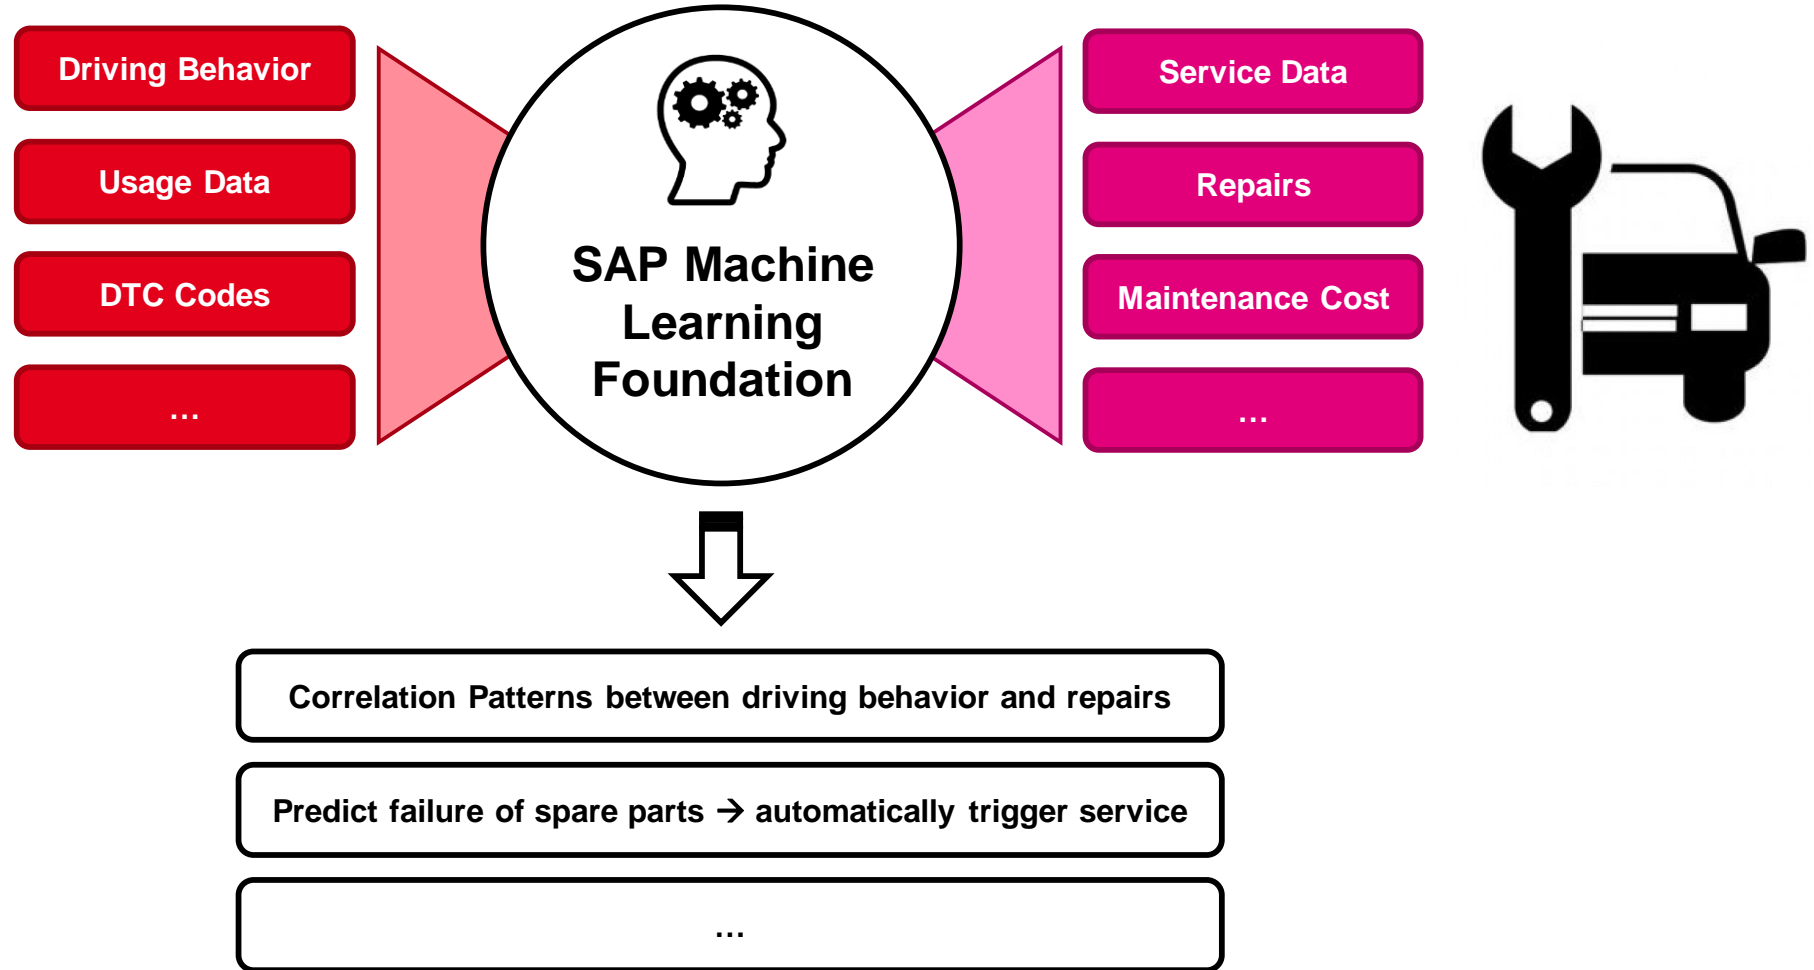 Driving Behavior
Usage Data
DTC Codes
...
SAP Machine
Learning
Foundation
Service Data
Repairs
Maintenance Cost
...
Correlation Patterns between driving behavior and repairs
Predict failure of spare parts → automatically trigger service
...